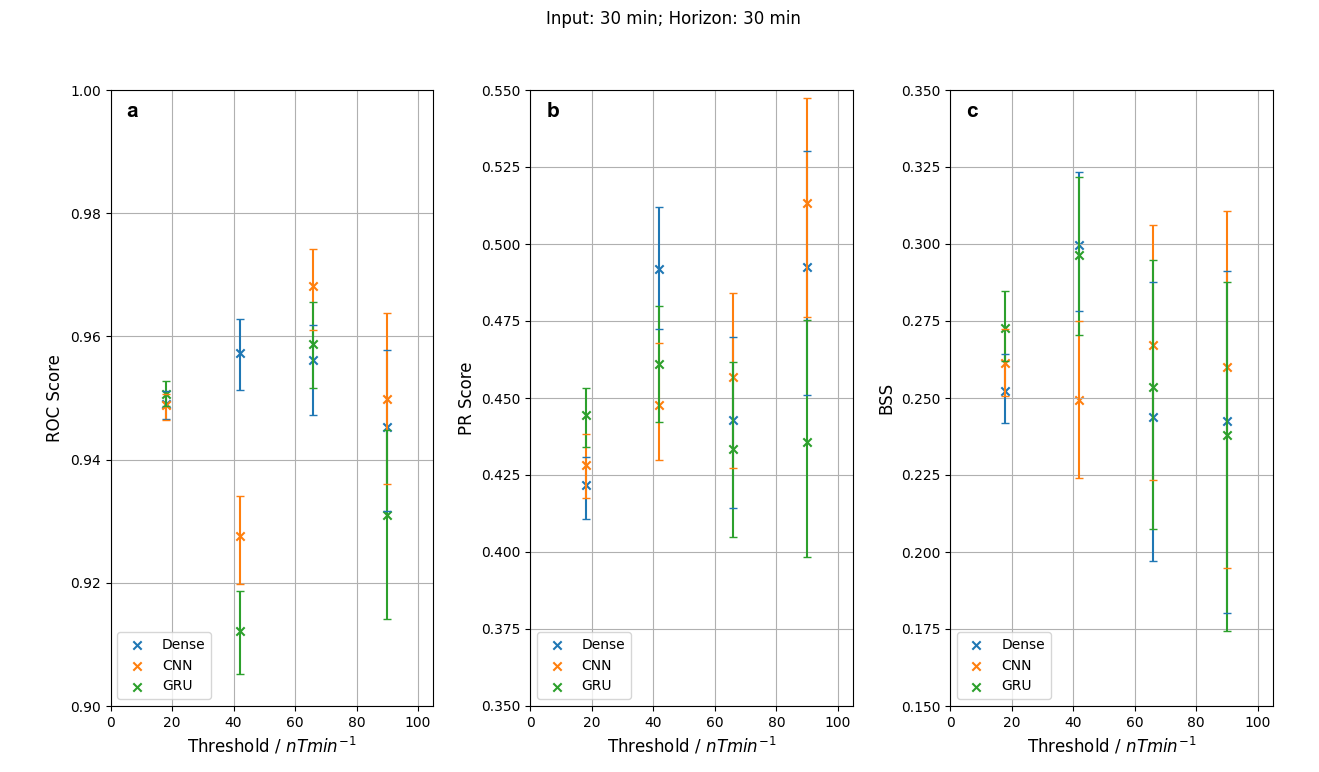 Input: 30 min; Horizon: 30 min
a
1.00
0.98
0.96
0.94
0.92
0.90
ROC Score
0 20 40 60 80 100
Threshold / nTmin⁻¹
Dense
CNN
GRU
b
0.550
0.525
0.500
0.475
0.450
0.425
0.400
0.375
0.350
PR Score
0 20 40 60 80 100
Threshold / nTmin⁻¹
Dense
CNN
GRU
c
0.350
0.325
0.300
0.275
0.250
0.225
0.200
0.175
0.150
BSS
0 20 40 60 80 100
Threshold / nTmin⁻¹
Dense
CNN
GRU